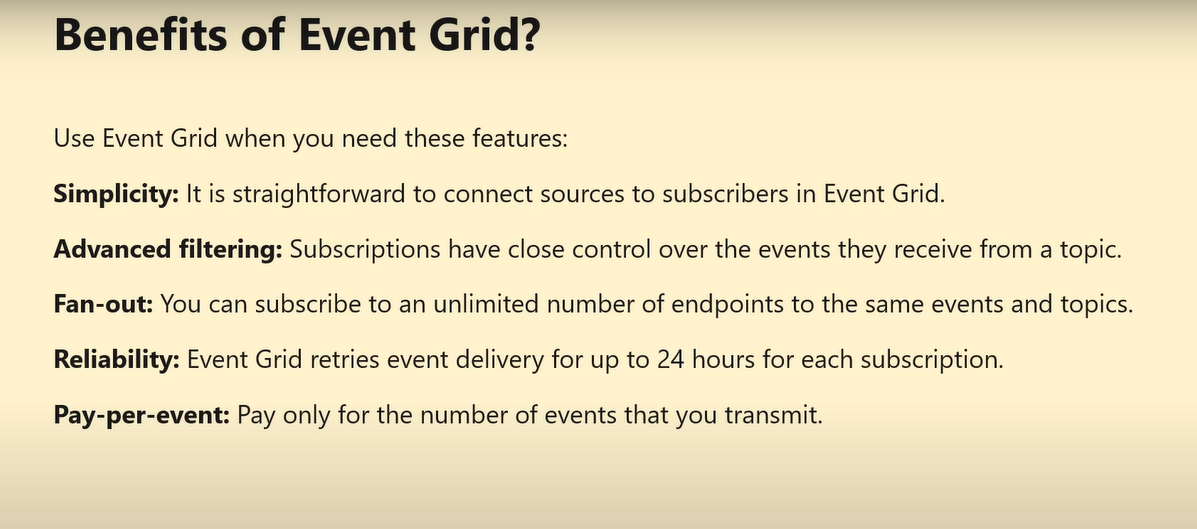 Benefits of Event Grid?
Use Event Grid when you need these features:
Simplicity: It is straightforward to connect sources to subscribers in Event Grid.
Advanced filtering: Subscriptions have close control over the events they receive from a topic.
Fan-out: You can subscribe to an unlimited number of endpoints to the same events and topics.
Reliability: Event Grid retries event delivery for up to 24 hours for each subscription.
Pay-per-event: Pay only for the number of events that you transmit.